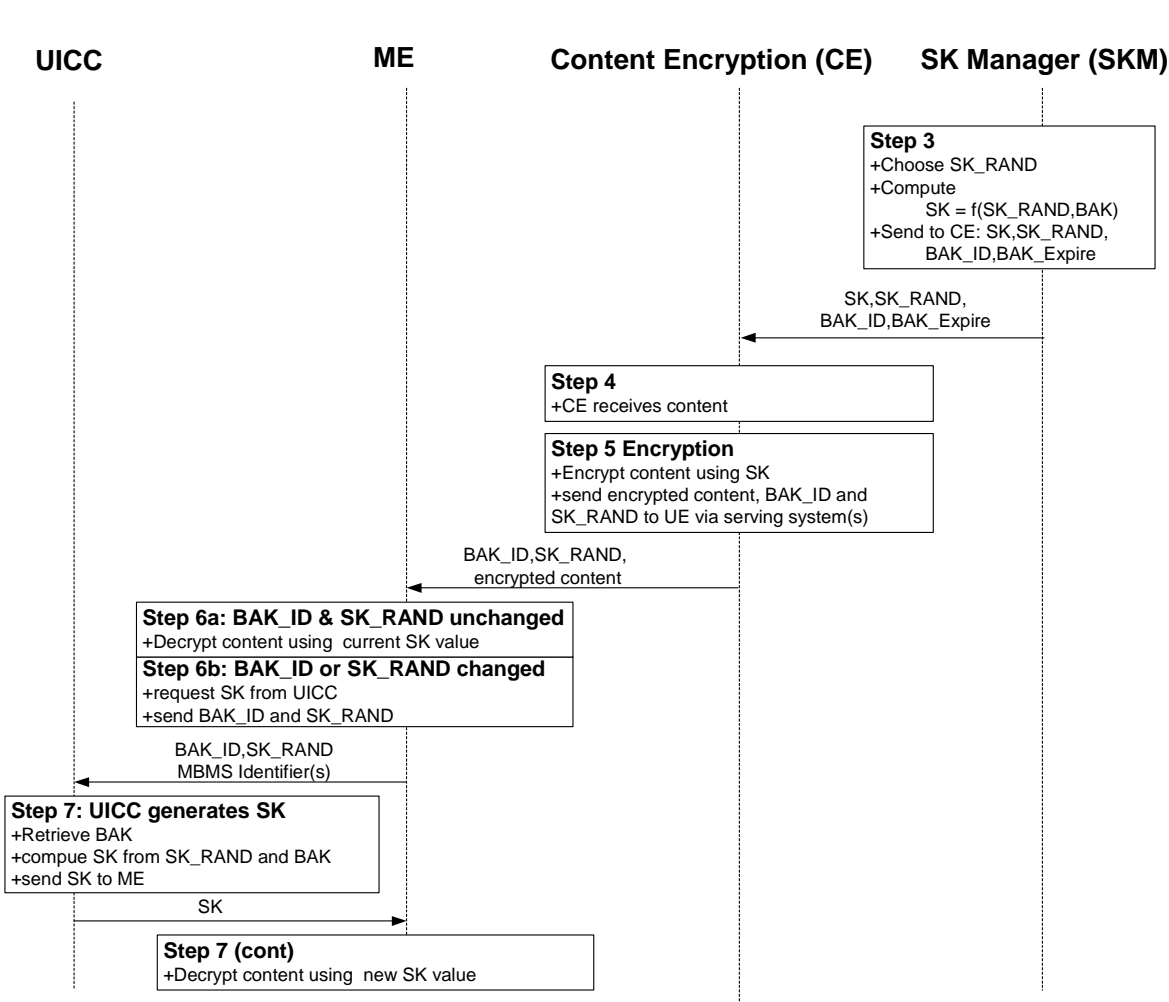 UICC
ME
Content Encryption (CE)
SK Manager (SKM)
Step 3
+Choose SK_RAND
+Compute
SK = f(SK_RAND,BAK)
+Send to CE: SK,SK_RAND,
BAK_ID,BAK_Expire
SK,SK_RAND,
BAK_ID,BAK_Expire
Step 4
+CE receives content
Step 5 Encryption
+Encrypt content using SK
+send encrypted content, BAK_ID and
SK_RAND to UE via serving system(s)
BAK_ID,SK_RAND,
encrypted content
Step 6a: BAK_ID & SK_RAND unchanged
+Decrypt content using  current SK value
Step 6b: BAK_ID or SK_RAND changed
+request SK from UICC
+send BAK_ID and SK_RAND
BAK_ID,SK_RAND
MBMS Identifier(s)
Step 7: UICC generates SK
+Retrieve BAK
+compue SK from SK_RAND and BAK
+send SK to ME
SK
Step 7 (cont)
+Decrypt content using  new SK value